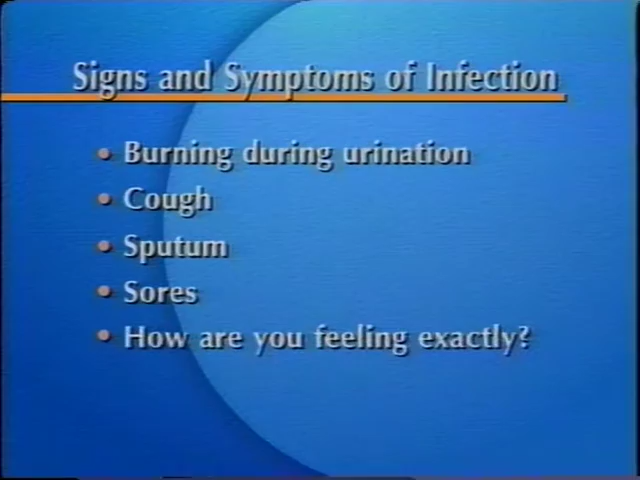 Signs and Symptoms of Infection
• Burning during urination
• Cough
• Sputum
• Sores
• How are you feeling exactly?